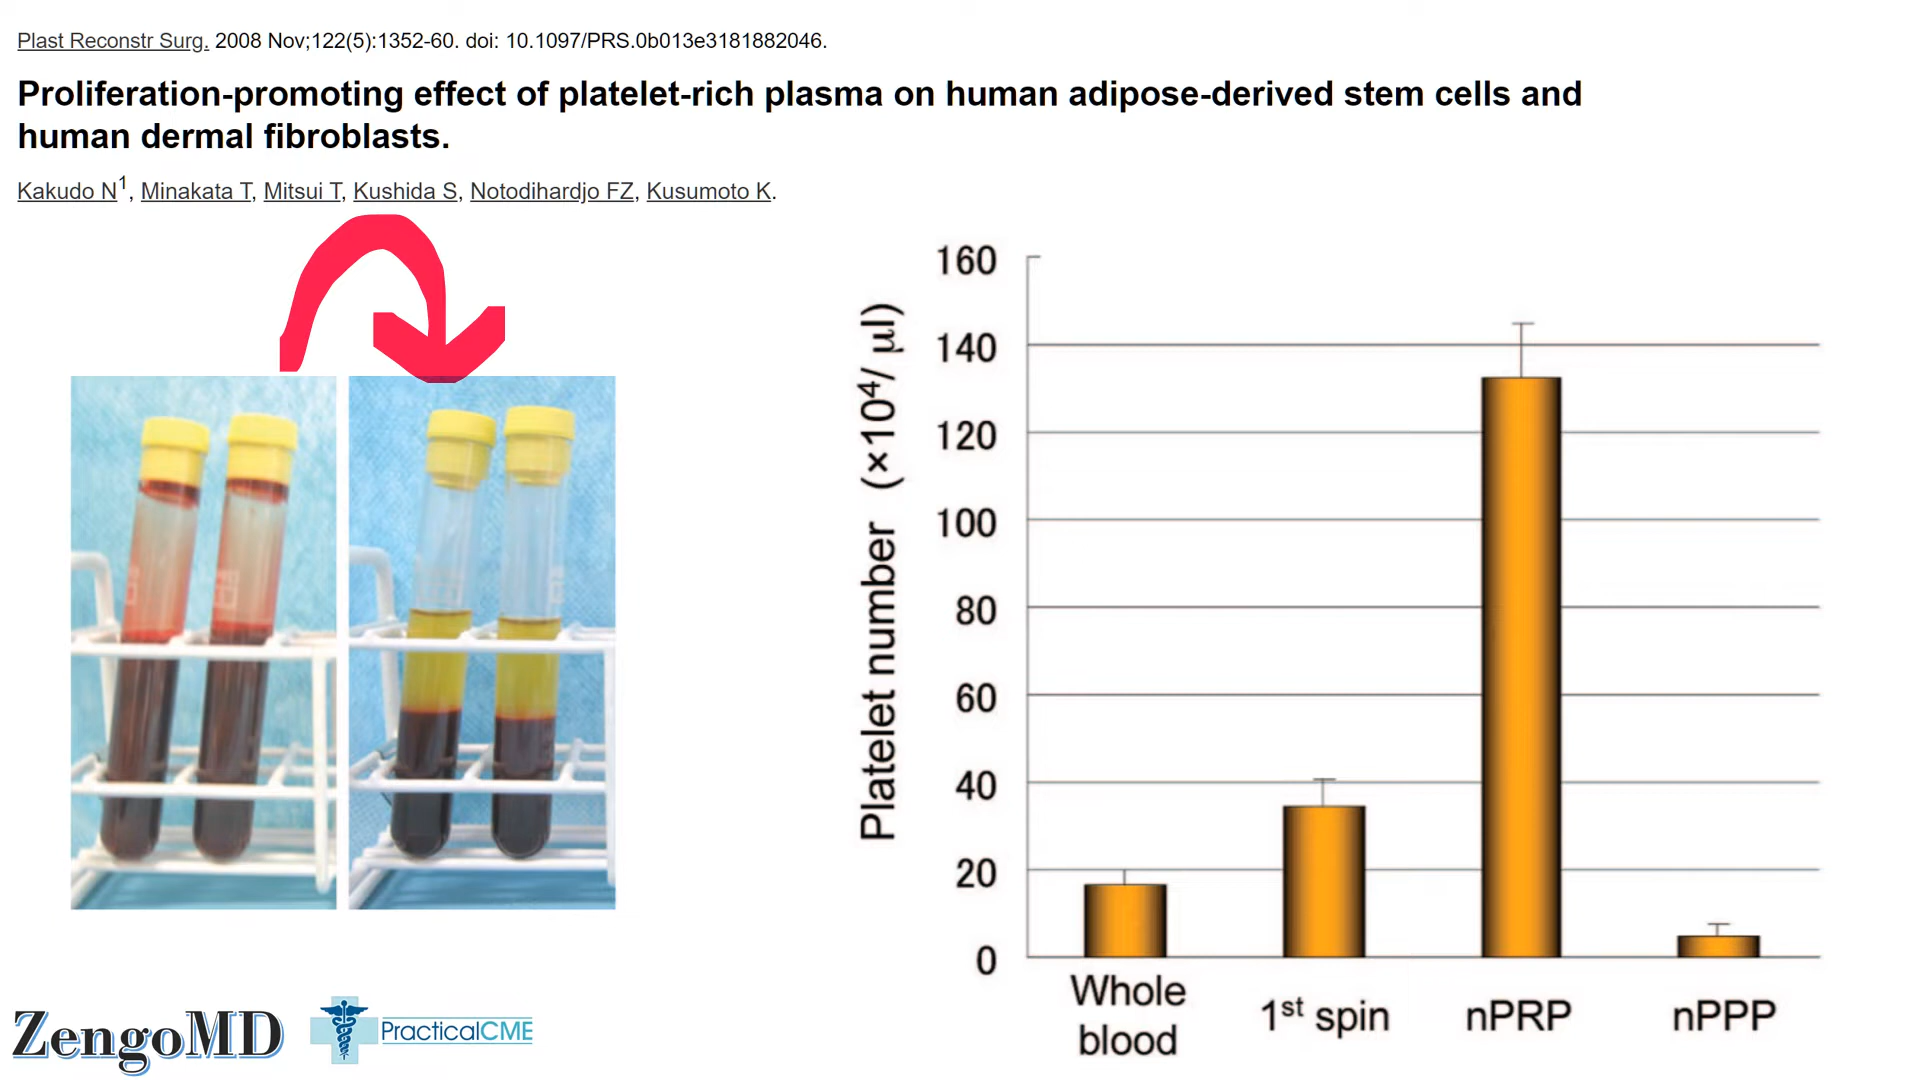 Plast Reconstr Surg. 2008 Nov;122(5):1352-60. doi: 10.1097/PRS.0b013e3181882046.
Proliferation-promoting effect of platelet-rich plasma on human adipose-derived stem cells and
human dermal fibroblasts.
Kakudo N¹, Minakata T, Mitsui T, Kushida S, Notodihardjo FZ, Kusumoto K.
Platelet number (×10⁴/ μl)
160
140
120
100
80
60
40
20
0
Whole
blood
1ˢᵗ spin
nPRP
nPPP
ZengoMD
PracticalCME